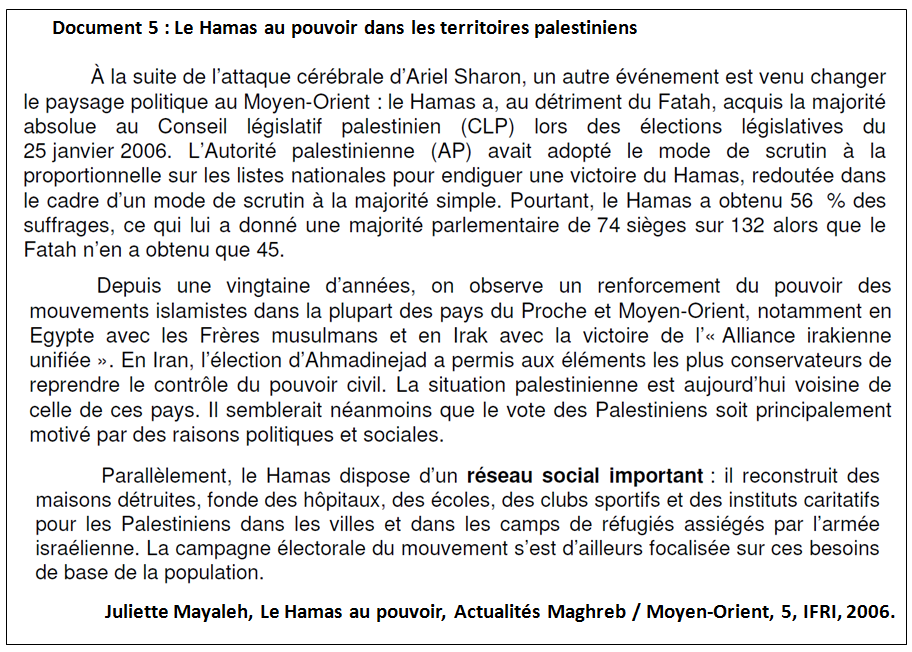 Document 5 : Le Hamas au pouvoir dans les territoires palestiniens
À la suite de l'attaque cérébrale d'Ariel Sharon, un autre événement est venu changer
le paysage politique au Moyen-Orient : le Hamas a, au détriment du Fatah, acquis la majorité
absolue au Conseil législatif palestinien (CLP) lors des élections législatives du
25 janvier 2006. L'Autorité palestinienne (AP) avait adopté le mode de scrutin à la
proportionnelle sur les listes nationales pour endiguer une victoire du Hamas, redoutée dans
le cadre d'un mode de scrutin à la majorité simple. Pourtant, le Hamas a obtenu 56 % des
suffrages, ce qui lui a donné une majorité parlementaire de 74 sièges sur 132 alors que le
Fatah n'en a obtenu que 45.
Depuis une vingtaine d'années, on observe un renforcement du pouvoir des
mouvements islamistes dans la plupart des pays du Proche et Moyen-Orient, notamment en
Egypte avec les Frères musulmans et en Irak avec la victoire de l'« Alliance irakienne
unifiée ». En Iran, l'élection d'Ahmadinejad a permis aux éléments les plus conservateurs de
reprendre le contrôle du pouvoir civil. La situation palestinienne est aujourd'hui voisine de
celle de ces pays. Il semblerait néanmoins que le vote des Palestiniens soit principalement
motivé par des raisons politiques et sociales.
Parallèlement, le Hamas dispose d'un réseau social important : il reconstruit des
maisons détruites, fonde des hôpitaux, des écoles, des clubs sportifs et des instituts caritatifs
pour les Palestiniens dans les villes et dans les camps de réfugiés assiégés par l'armée
israélienne. La campagne électorale du mouvement s'est d'ailleurs focalisée sur ces besoins
de base de la population.
Juliette Mayaleh, Le Hamas au pouvoir, Actualités Maghreb / Moyen-Orient, 5, IFRI, 2006.